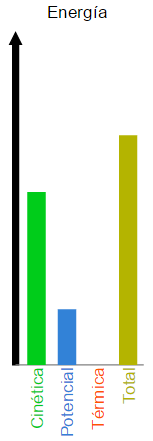 Energía
Cinética
Potencial
Térmica
Total